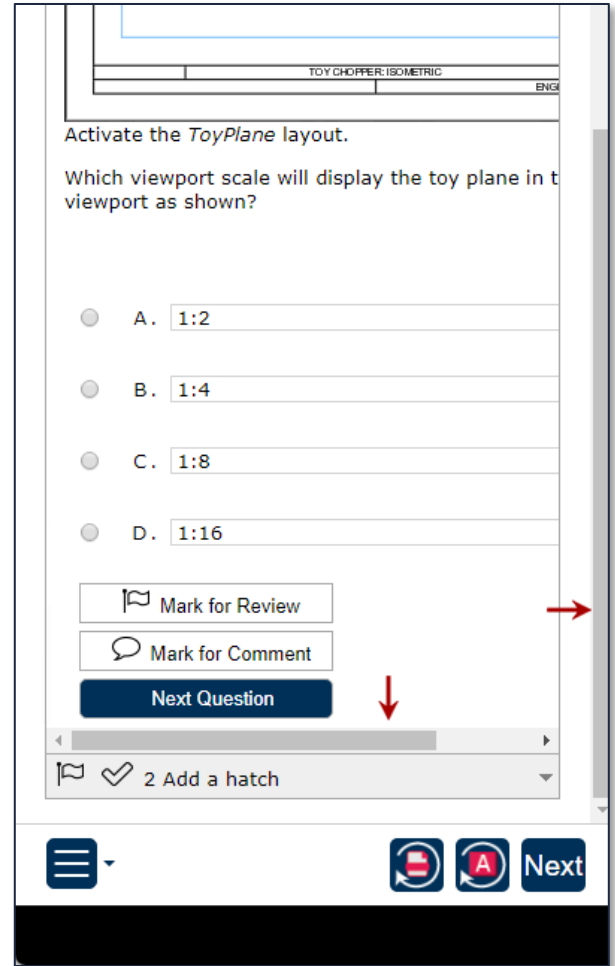 TOY CHOPPER: ISOMETRIC
ENGI
Activate the ToyPlane layout.
Which viewport scale will display the toy plane in t
viewport as shown?
A. 1:2
B. 1:4
C. 1:8
D. 1:16
Mark for Review
Mark for Comment
Next Question
2 Add a hatch
A
Next